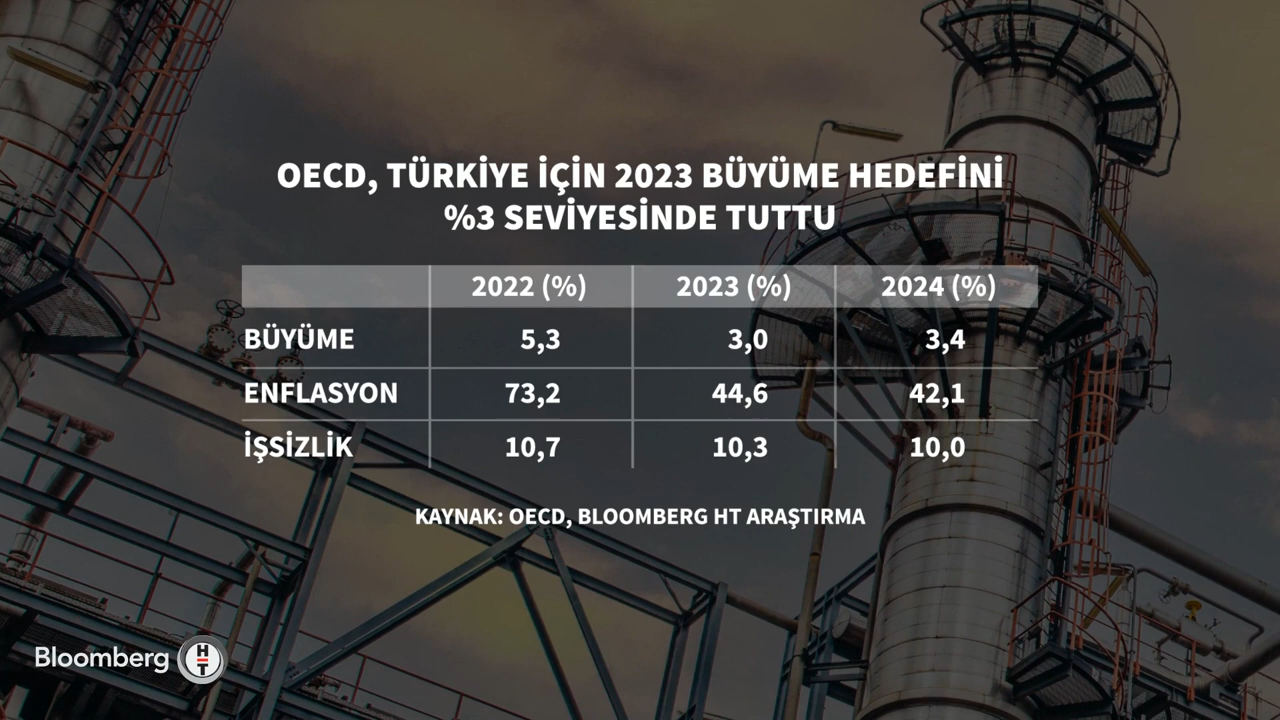 OECD, TÜRKİYE İÇİN 2023 BÜYÜME HEDEFİNİ
%3 SEVİYESİNDE TUTTU
2022 (%) 2023 (%) 2024 (%)
BÜYÜME 5,3 3,0 3,4
ENFLASYON 73,2 44,6 42,1
İŞSİZLİK 10,7 10,3 10,0
KAYNAK: OECD, BLOOMBERG HT ARAŞTIRMA
Bloomberg HT